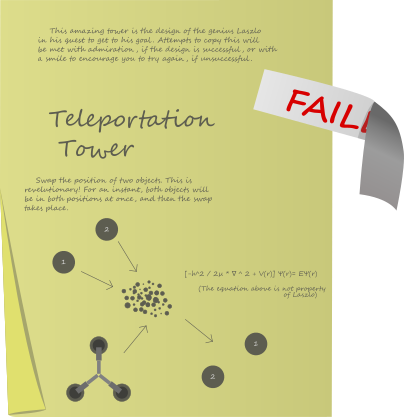 This amazing tower is the design of the genius Laszlo
in his quest to get to his goal. Attempts to copy this will
be met with admiration, if the design is successful, or with
a smile to encourage you to try again, if unsuccessful.
FAIL
Teleportation
Tower
Swap the position of two objects. This is
revelutionary! For an instant, both objects will
be in both positions at once, and then the swap
takes place.
2
1
[-h^2 / 2u * ∇^2 + V(r)] Ψ(r)= EΨ(r)
(The equation above is not property
of Laszlo)
1
2